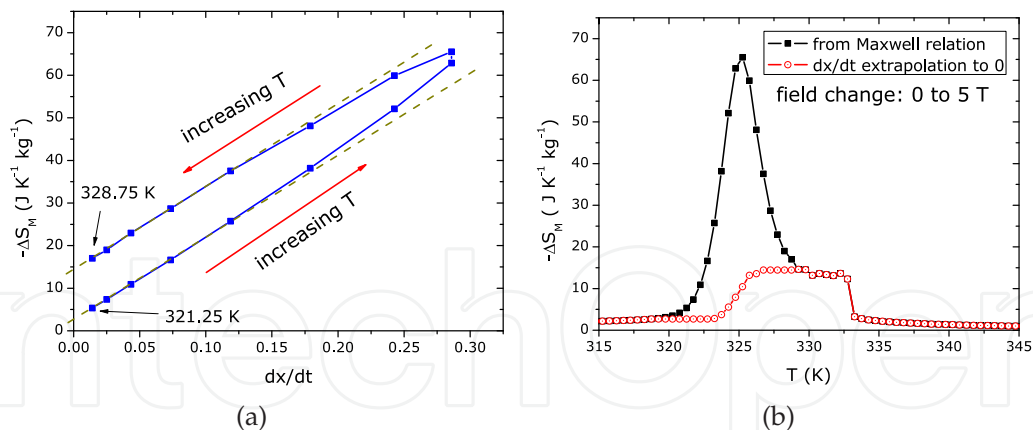 70
60
50
40
30
20
10
0
-ΔS_M (J K⁻¹ kg⁻¹)
increasing T
328.75 K
increasing T
321.25 K
0.00 0.05 0.10 0.15 0.20 0.25 0.30
dx/dt
(a)
70
60
50
40
30
20
10
0
-ΔS_M ( J K⁻¹ kg⁻¹)
from Maxwell relation
dx/dt extrapolation to 0
field change: 0 to 5 T
315 320 325 330 335 340 345
T (K)
(b)